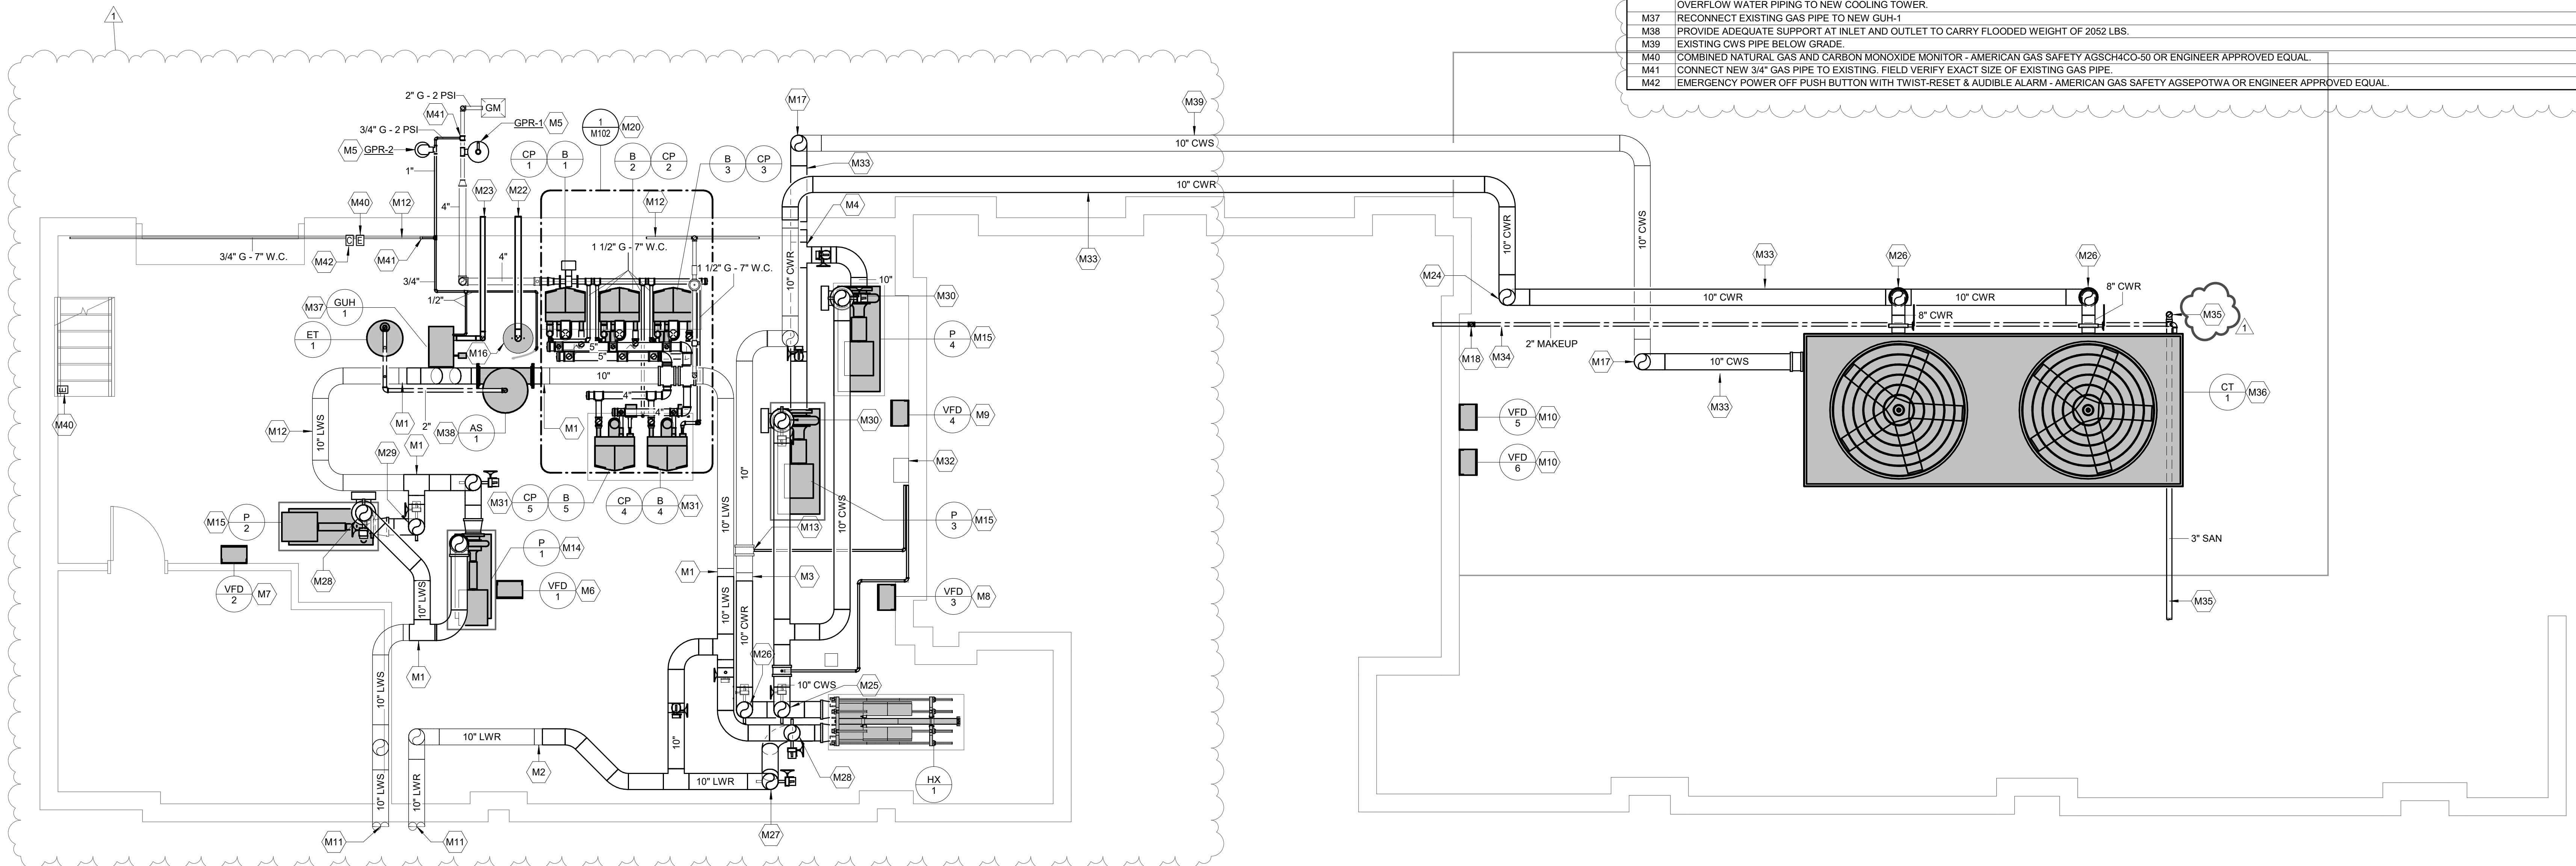 OVERFLOW WATER PIPING TO NEW COOLING TOWER.
M37 RECONNECT EXISTING GAS PIPE TO NEW GUH-1
M38 PROVIDE ADEQUATE SUPPORT AT INLET AND OUTLET TO CARRY FLOODED WEIGHT OF 2052 LBS.
M39 EXISTING CWS PIPE BELOW GRADE.
M40 COMBINED NATURAL GAS AND CARBON MONOXIDE MONITOR - AMERICAN GAS SAFETY AGSCH4CO-50 OR ENGINEER APPROVED EQUAL.
M41 CONNECT NEW 3/4" GAS PIPE TO EXISTING. FIELD VERIFY EXACT SIZE OF EXISTING GAS PIPE.
M42 EMERGENCY POWER OFF PUSH BUTTON WITH TWIST-RESET & AUDIBLE ALARM - AMERICAN GAS SAFETY AGSEPOTWA OR ENGINEER APPROVED EQUAL.
1
2" G - 2 PSI
GM
M41
3/4" G - 2 PSI
GPR-1 M5
M5 GPR-2
1
M102
M20
M17
M39
10" CWS
CP
1
B
1
B
2
CP
2
B
3
CP
3
M33
1"
4"
M23
M22
M40
M12
M12
M4
10" CWR
3/4" G - 7" W.C.
M42
C
E
M41
1 1/2" G - 7" W.C.
1 1/2" G - 7" W.C.
M33
10" CWR
10" CWS
3/4"
4"
1/2"
10" CWR
10"
M30
M37
GUH
1
ET
1
M16
5"
5"
10"
P
4
M15
M24
M33
M26
M26
10" CWR
10" CWR
8" CWR
8" CWR
M35
1
M18
M34
2" MAKEUP
M17
10" CWS
M33
CT
1
M36
E
M40
M12
10" LWS
M1
2"
M38
AS
1
M1
4"
4"
M30
VFD
4
M9
VFD
5
M10
VFD
6
M10
M29
M1
10"
M32
M31
CP
5
B
5
CP
4
B
4
M31
10" LWS
10" CWS
P
3
M15
M13
M15
P
2
M28
P
1
M14
VFD
2
M7
VFD
1
M6
10" LWS
M1
M3
VFD
3
M8
3" SAN
M35
10" LWS
10" CWR
M26
M1
10" LWS
10" CWS
M25
10" LWR
M2
10"
10" LWR
M28
HX
1
10" LWS
10" LWR
M27
M11
M11